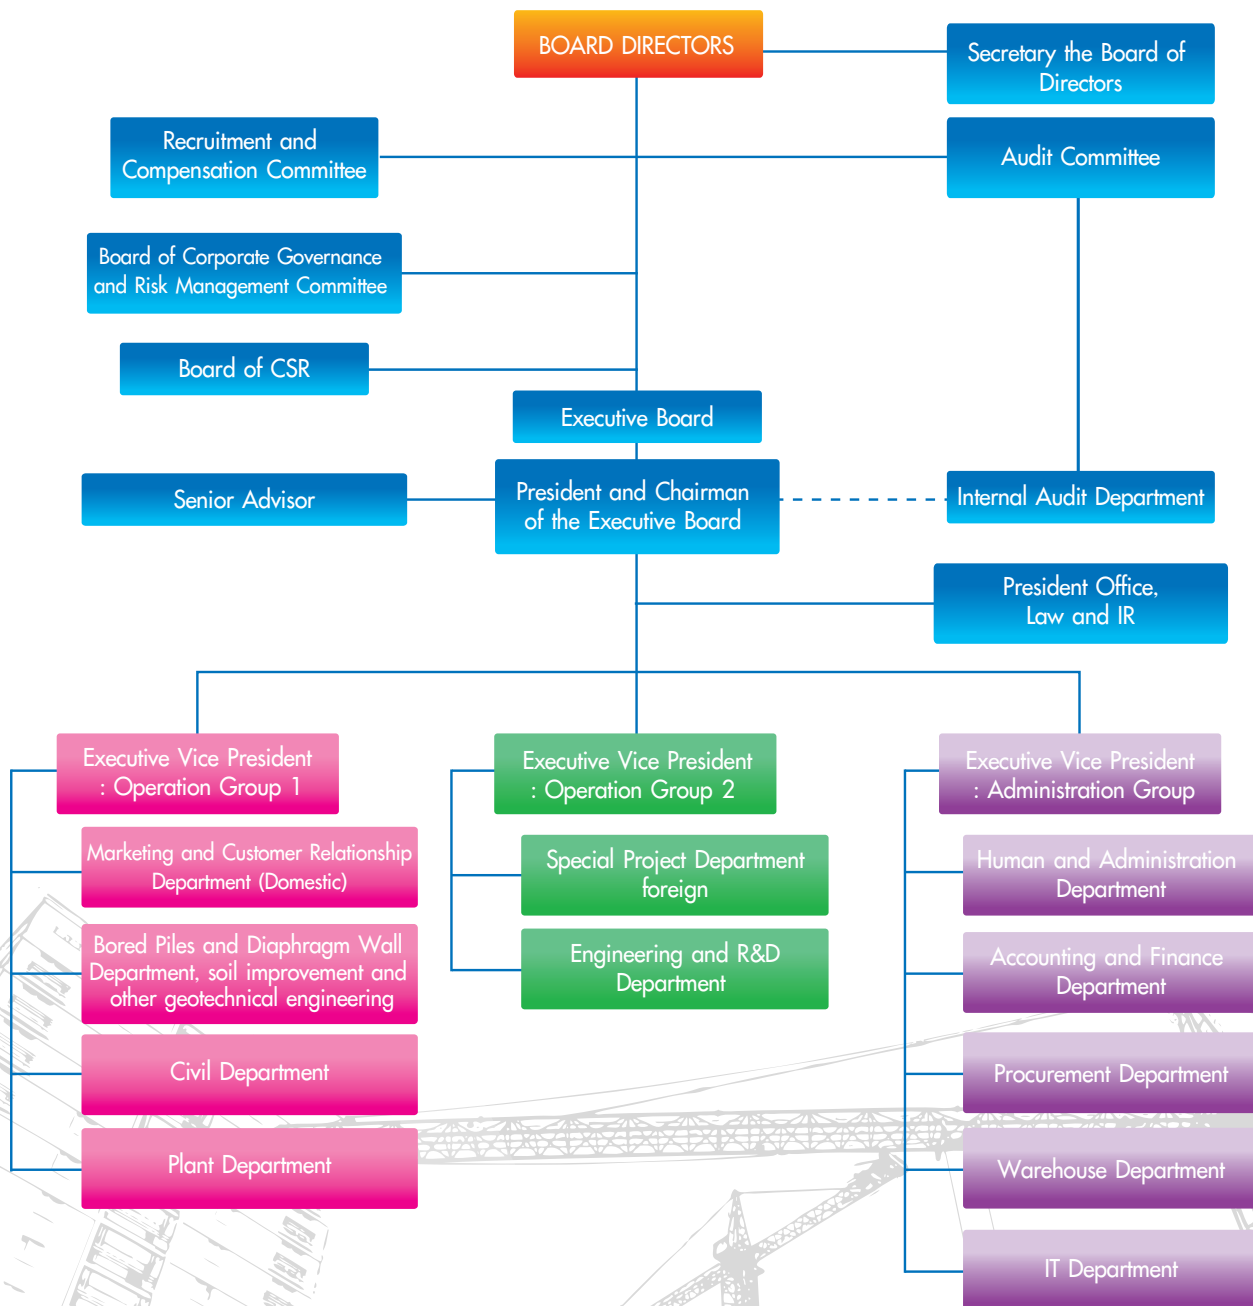 BOARD DIRECTORS
Secretary the Board of
Directors
Recruitment and
Compensation Committee
Audit Committee
Board of Corporate Governance
and Risk Management Committee
Board of CSR
Executive Board
Senior Advisor
President and Chairman
of the Executive Board
Internal Audit Department
President Office,
Law and IR
Executive Vice President
: Operation Group 1
Marketing and Customer Relationship
Department (Domestic)
Bored Piles and Diaphragm Wall
Department, soil improvement and
other geotechnical engineering
Civil Department
Plant Department
Executive Vice President
: Operation Group 2
Special Project Department
foreign
Engineering and R&D
Department
Executive Vice President
: Administration Group
Human and Administration
Department
Accounting and Finance
Department
Procurement Department
Warehouse Department
IT Department